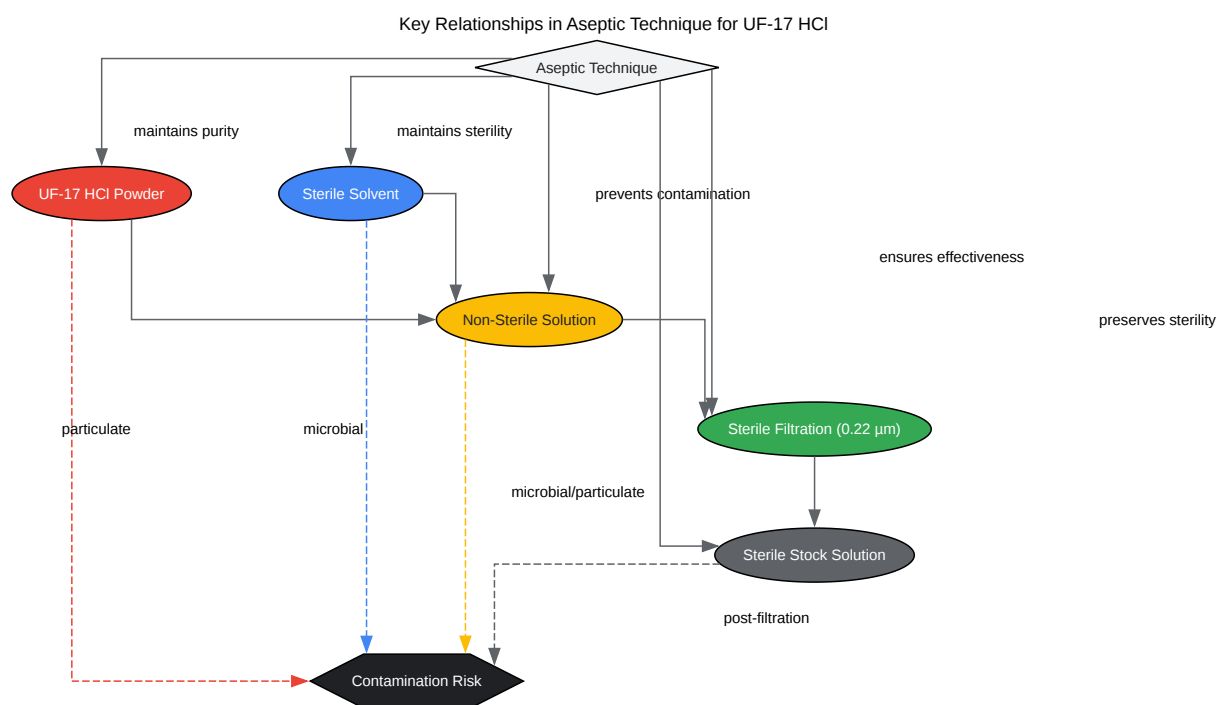 Key Relationships in Aseptic Technique for UF-17 HCl
Aseptic Technique
maintains purity
maintains sterility
UF-17 HCl Powder
Sterile Solvent
prevents contamination
ensures effectiveness
Non-Sterile Solution
preserves sterility
particulate
microbial
Sterile Filtration (0.22 µm)
microbial/particulate
Sterile Stock Solution
post-filtration
Contamination Risk